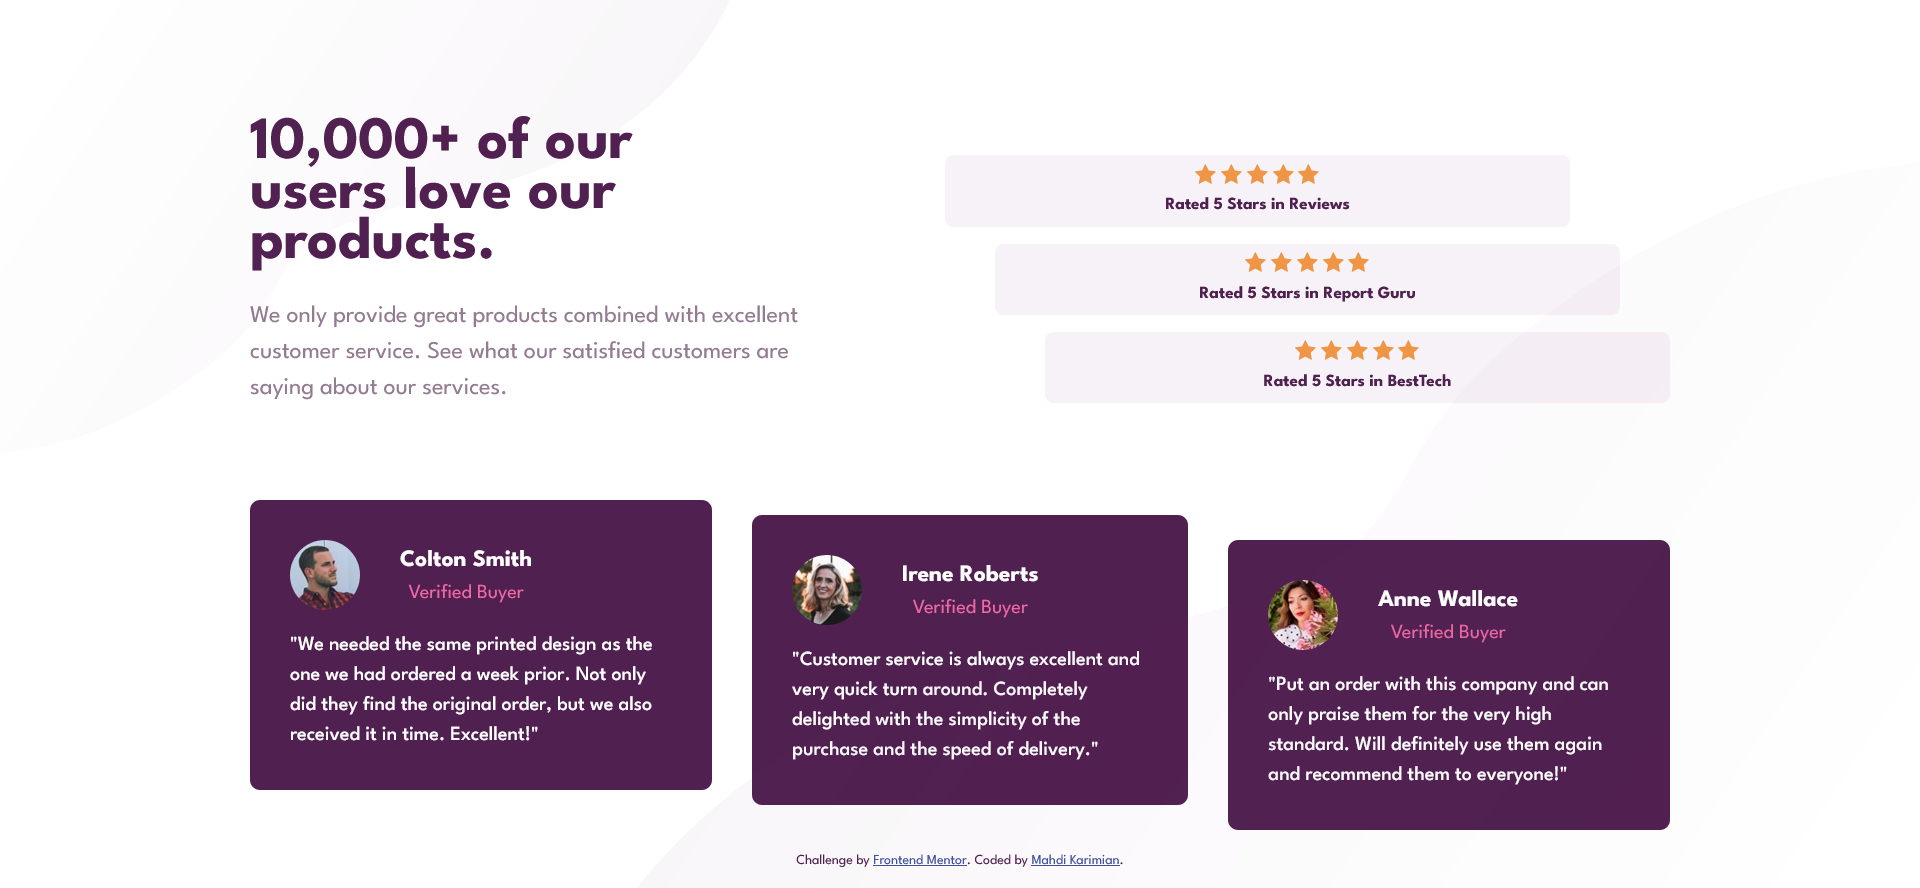 10,000+ of our
users love our
products.
We only provide great products combined with excellent
customer service. See what our satisfied customers are
saying about our services.
Rated 5 Stars in Reviews
Rated 5 Stars in Report Guru
Rated 5 Stars in BestTech
Colton Smith
Verified Buyer
"We needed the same printed design as the
one we had ordered a week prior. Not only
did they find the original order, but we also
received it in time. Excellent!"
Irene Roberts
Verified Buyer
"Customer service is always excellent and
very quick turn around. Completely
delighted with the simplicity of the
purchase and the speed of delivery."
Anne Wallace
Verified Buyer
"Put an order with this company and can
only praise them for the very high
standard. Will definitely use them again
and recommend them to everyone!"
Challenge by Frontend Mentor. Coded by Mahdi Karimian.